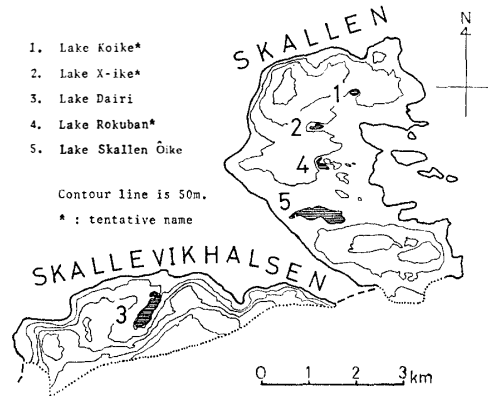 SKALLEN
N
1. Lake Koike*
2. Lake X-ike*
3. Lake Dairi
4. Lake Rokuban*
5. Lake Skallen Ôike
Contour line is 50m.
* : tentative name
1
2
4
5
SKALLEVIKHALSEN
3
0 1 2 3km